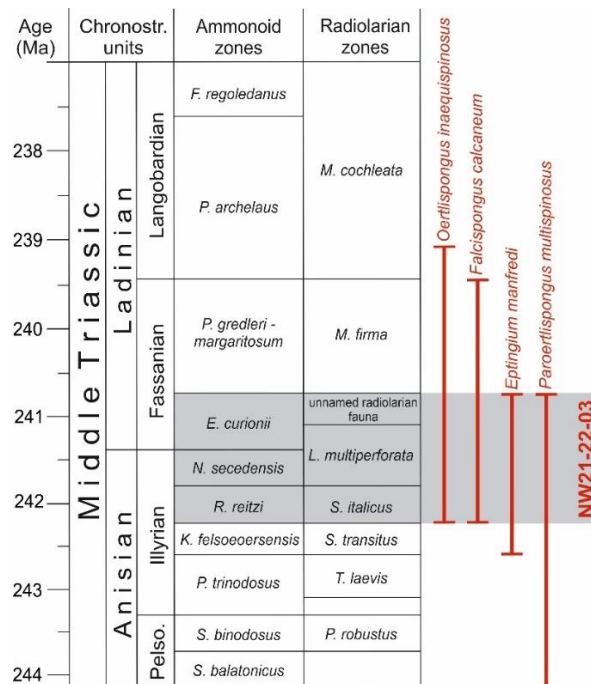 Age
(Ma)
Chronostr.
units
Ammonoid
zones
Radiolarian
zones
238
239
240
241
242
243
244
Middle Triassic
Ladinian
Anisian
Langobardian
Fassanian
Illyrian
Pelso.
F. regoledanus
P. archelaus
P. gredleri -
margaritosum
E. curionii
N. secedensis
R. reitzi
K. felsoeoersensis
P. trinodosus
S. binodosus
S. balatonicus
M. cochleata
M. firma
unnamed radiolarian
fauna
L. multiperforata
S. italicus
S. transitus
T. laevis
P. robustus
Oertlispongus inaequispinosus
Falcispongus calcaneum
Eptingium manfredi
Paroertlispongus multispinosus
NW21-22-03